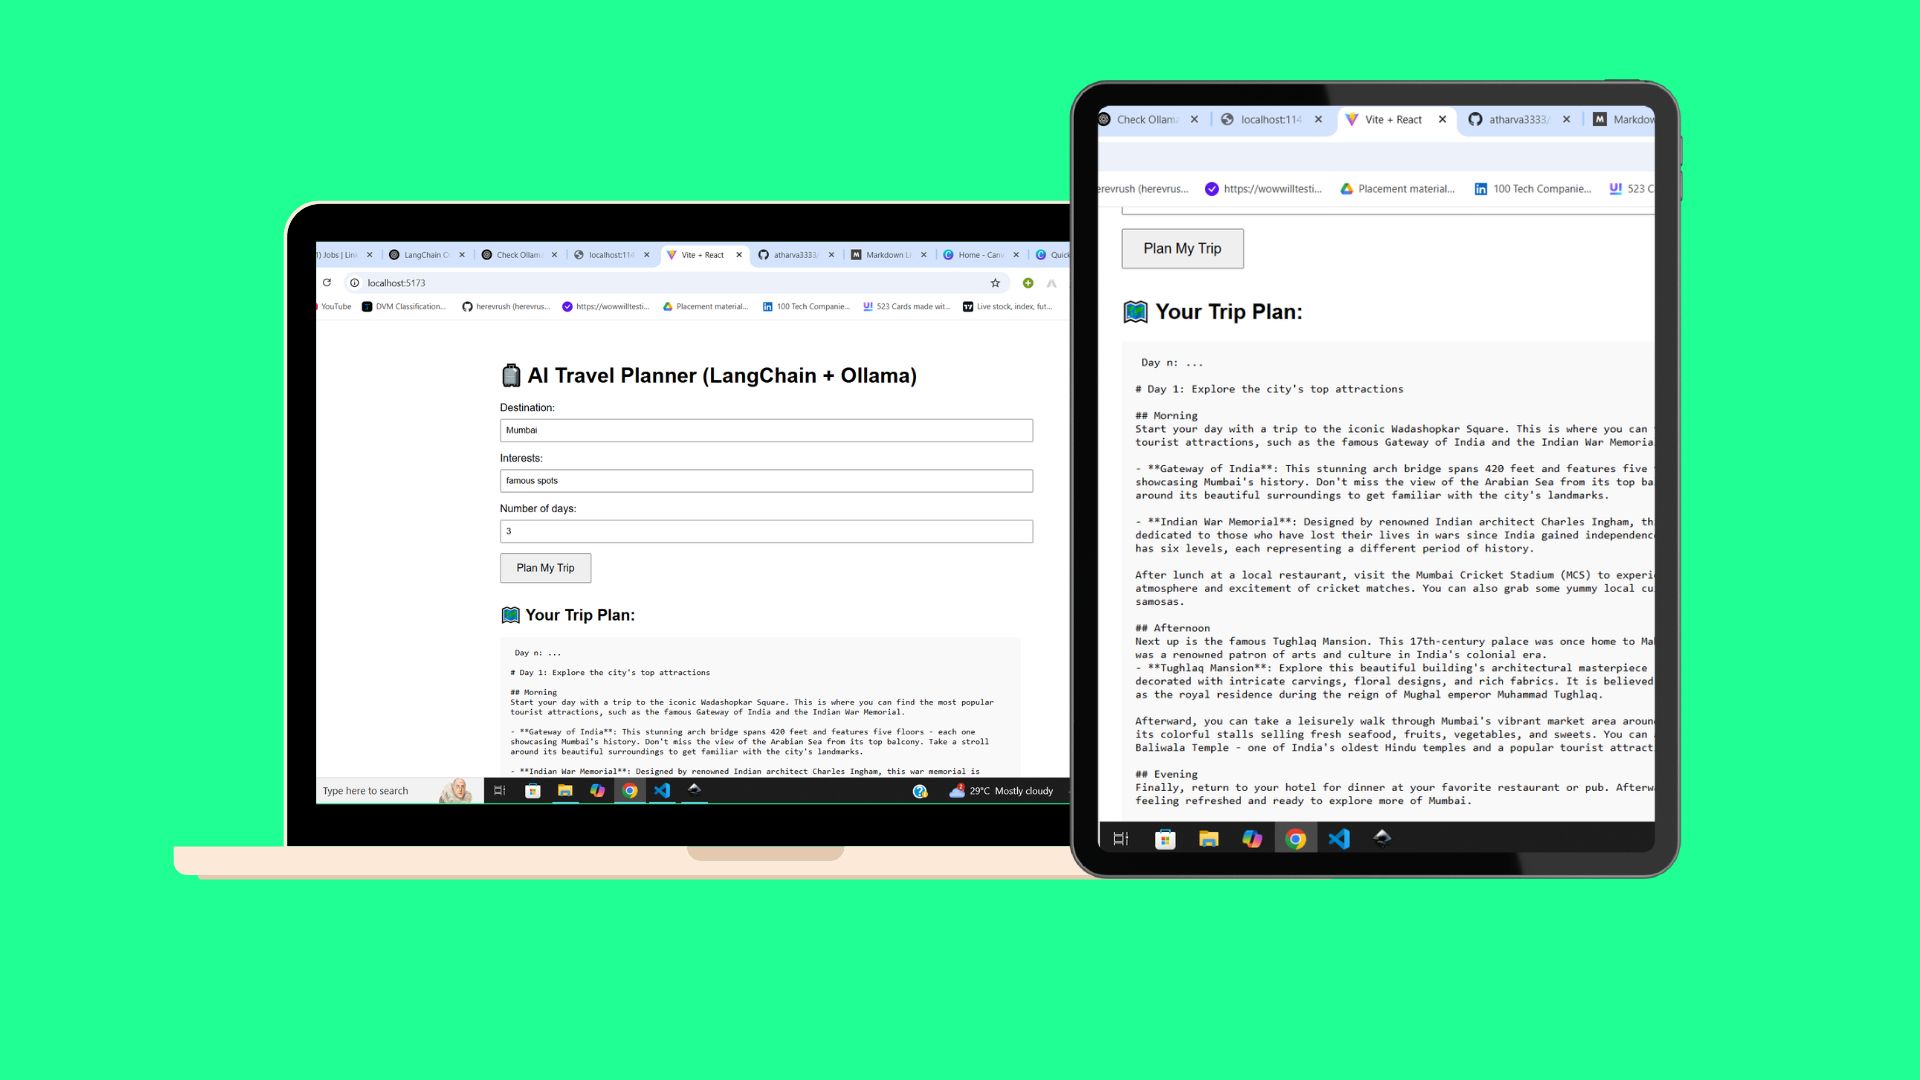 1) Jobs | Lin
LangChain O
Check Ollam
localhost:114
Vite + React
atharva3333/
Markdown Li
Home - Canv
Quick
localhost:5173
YouTube
DVM Classification...
herevrush (herevrus...
https://wowwilltesti...
Placement material...
100 Tech Companie...
523 Cards made wit...
Live stock, index, fut...
AI Travel Planner (LangChain + Ollama)
Destination:
Mumbai
Interests:
famous spots
Number of days:
3
Plan My Trip
Your Trip Plan:
Day n: ...
# Day 1: Explore the city's top attractions
## Morning
Start your day with a trip to the iconic Wadashopkar Square. This is where you can find the most popular
tourist attractions, such as the famous Gateway of India and the Indian War Memorial.
- **Gateway of India**: This stunning arch bridge spans 420 feet and features five floors - each one
showcasing Mumbai's history. Don't miss the view of the Arabian Sea from its top balcony. Take a stroll
around its beautiful surroundings to get familiar with the city's landmarks.
- **Indian War Memorial**: Designed by renowned Indian architect Charles Ingham, this war memorial is
Type here to search
29°C Mostly cloudy
Check Ollama
localhost:114
Vite + React
atharva3333/
Markdow
erevrush (herevrus...
https://wowwilltesti...
Placement material...
100 Tech Companie...
523 C
Plan My Trip
Your Trip Plan:
Day n: ...
# Day 1: Explore the city's top attractions
## Morning
Start your day with a trip to the iconic Wadashopkar Square. This is where you can
tourist attractions, such as the famous Gateway of India and the Indian War Memoria
- **Gateway of India**: This stunning arch bridge spans 420 feet and features five
showcasing Mumbai's history. Don't miss the view of the Arabian Sea from its top ba
around its beautiful surroundings to get familiar with the city's landmarks.
- **Indian War Memorial**: Designed by renowned Indian architect Charles Ingham, th
dedicated to those who have lost their lives in wars since India gained independenc
has six levels, each representing a different period of history.
After lunch at a local restaurant, visit the Mumbai Cricket Stadium (MCS) to experi
atmosphere and excitement of cricket matches. You can also grab some yummy local cu
samosas.
## Afternoon
Next up is the famous Tughlaq Mansion. This 17th-century palace was once home to Ma
was a renowned patron of arts and culture in India's colonial era.
- **Tughlaq Mansion**: Explore this beautiful building's architectural masterpiece
decorated with intricate carvings, floral designs, and rich fabrics. It is believed
as the royal residence during the reign of Mughal emperor Muhammad Tughlaq.
Afterward, you can take a leisurely walk through Mumbai's vibrant market area aroun
its colorful stalls selling fresh seafood, fruits, vegetables, and sweets. You can
Baliwala Temple - one of India's oldest Hindu temples and a popular tourist attract
## Evening
Finally, return to your hotel for dinner at your favorite restaurant or pub. Afterw
feeling refreshed and ready to explore more of Mumbai.